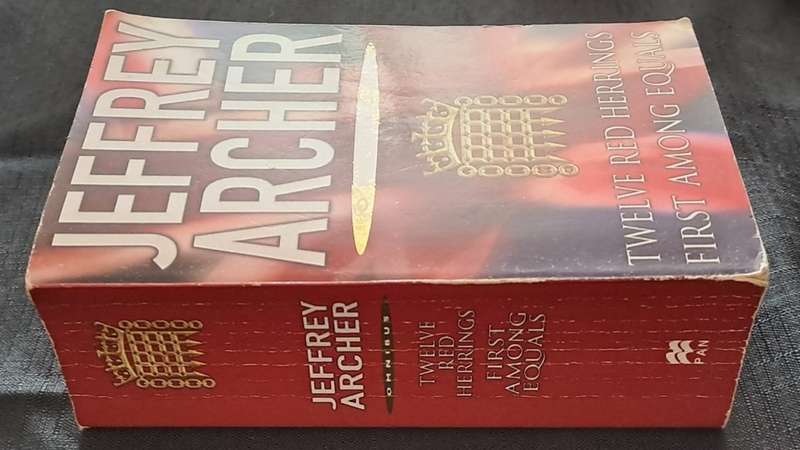 JEFFREY
ARCHER
TWELVE RED HERRINGS
FIRST AMONG EQUALS
JEFFREY
ARCHER
OMNIBUS
TWELVE
RED
HERRINGS
FIRST
AMONG
EQUALS
PAN